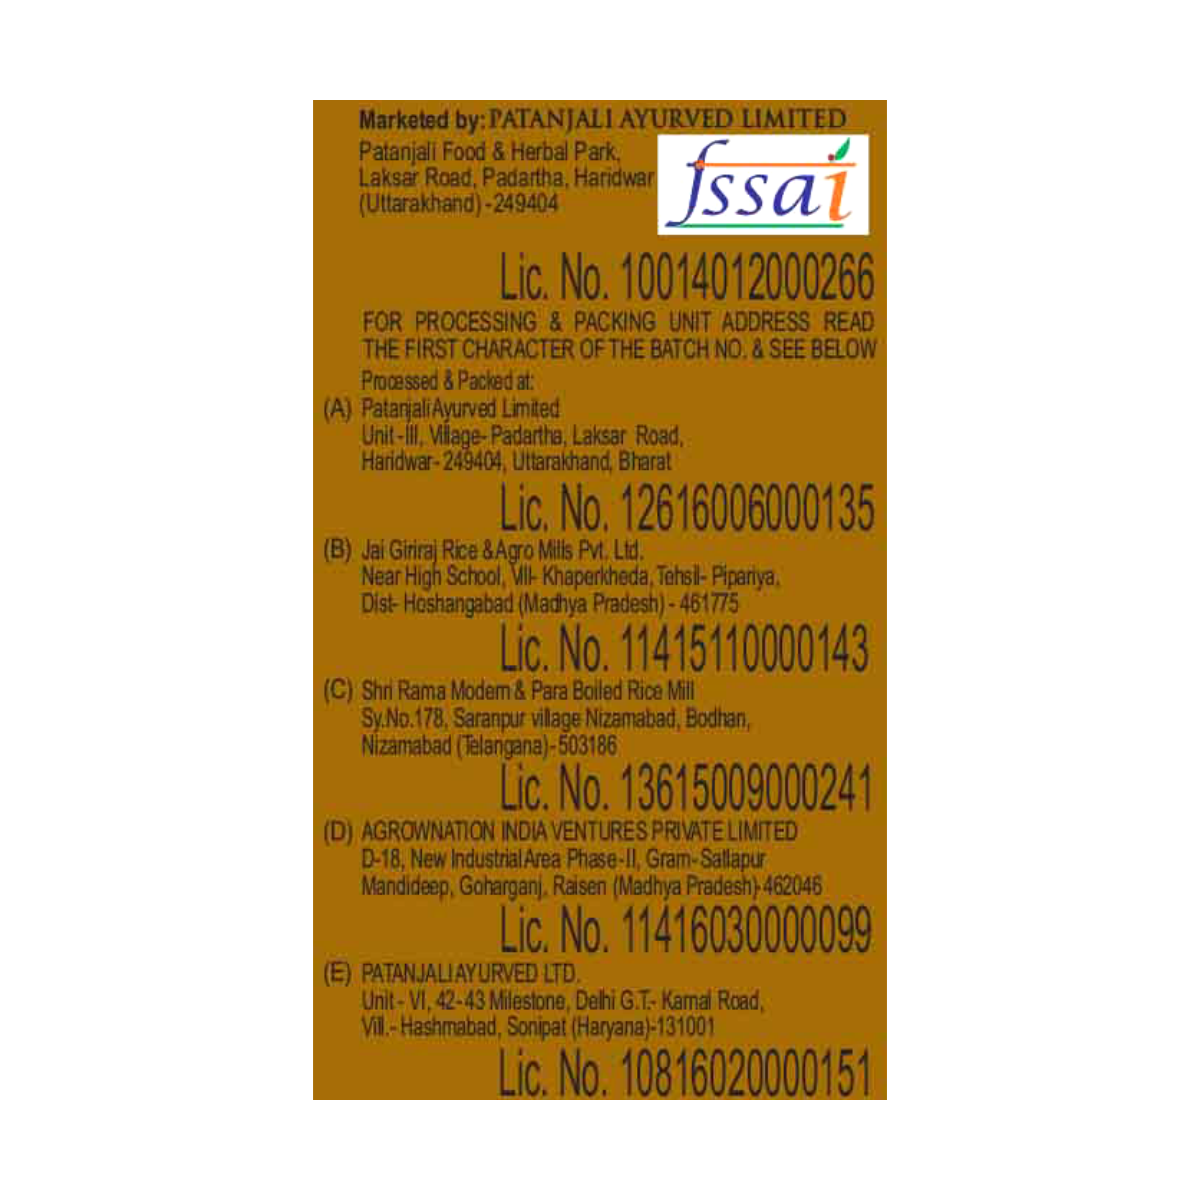 Marketed by: PATANJALI AYURVED LIMITED
Patanjali Food & Herbal Park,
Laksar Road, Padartha, Haridwar
(Uttarakhand) - 249404
fssai
Lic. No. 10014012000266
FOR PROCESSING & PACKING UNIT ADDRESS READ
THE FIRST CHARACTER OF THE BATCH NO. & SEE BELOW
Processed & Packed at:
(A) Patanjali Ayurved Limited
Unit - III, Village- Padartha, Laksar Road,
Haridwar- 249404, Uttarakhand, Bharat
Lic. No. 12616006000135
(B) Jai Giriraj Rice & Agro Mills Pvt. Ltd.
Near High School, Vill- Khaperkheda, Tehsil- Pipariya,
Dist- Hoshangabad (Madhya Pradesh) - 461775
Lic. No. 11415110000143
(C) Shri Rama Modern & Para Boiled Rice Mill
Sy.No.178, Saranpur village Nizamabad, Bodhan,
Nizamabad (Telangana)- 503186
Lic. No. 13615009000241
(D) AGROWNATION INDIA VENTURES PRIVATE LIMITED
D-18, New Industrial Area Phase-II, Gram- Satlapur
Mandideep, Goharganj, Raisen (Madhya Pradesh)-462046
Lic. No. 11416030000099
(E) PATANJALI AYURVED LTD.
Unit - VI, 42-43 Milestone, Delhi G.T.- Karnal Road,
Vill.- Hashmabad, Sonipat (Haryana)-131001
Lic. No. 10816020000151